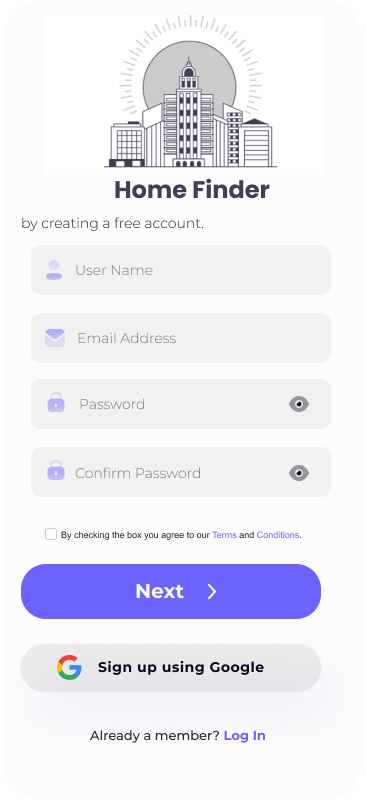 Home Finder
by creating a free account.
User Name
Email Address
Password
Confirm Password
By checking the box you agree to our Terms and Conditions.
Next
Sign up using Google
Already a member? Log In